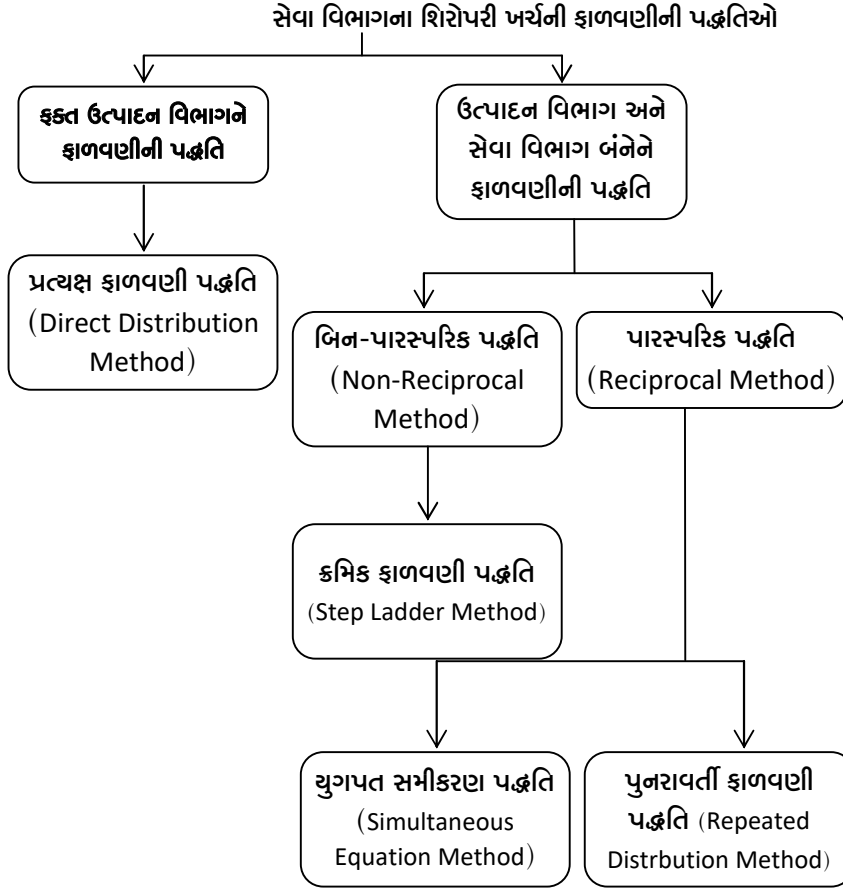 સેવા વિભાગના શિરોપરી ખર્ચની ફાળવણીની પદ્ધતિઓ
ફક્ત ઉત્પાદન વિભાગને
ફાળવણીની પદ્ધતિ
ઉત્પાદન વિભાગ અને
સેવા વિભાગ બંનેને
ફાળવણીની પદ્ધતિ
પ્રત્યક્ષ ફાળવણી પદ્ધતિ
(Direct Distribution
Method)
બિન-પારસ્પરિક પદ્ધતિ
(Non-Reciprocal
Method)
પારસ્પરિક પદ્ધતિ
(Reciprocal Method)
ક્રમિક ફાળવણી પદ્ધતિ
(Step Ladder Method)
યુગપત સમીકરણ પદ્ધતિ
(Simultaneous
Equation Method)
પુનરાવર્તી ફાળવણી
પદ્ધતિ (Repeated
Distrbution Method)